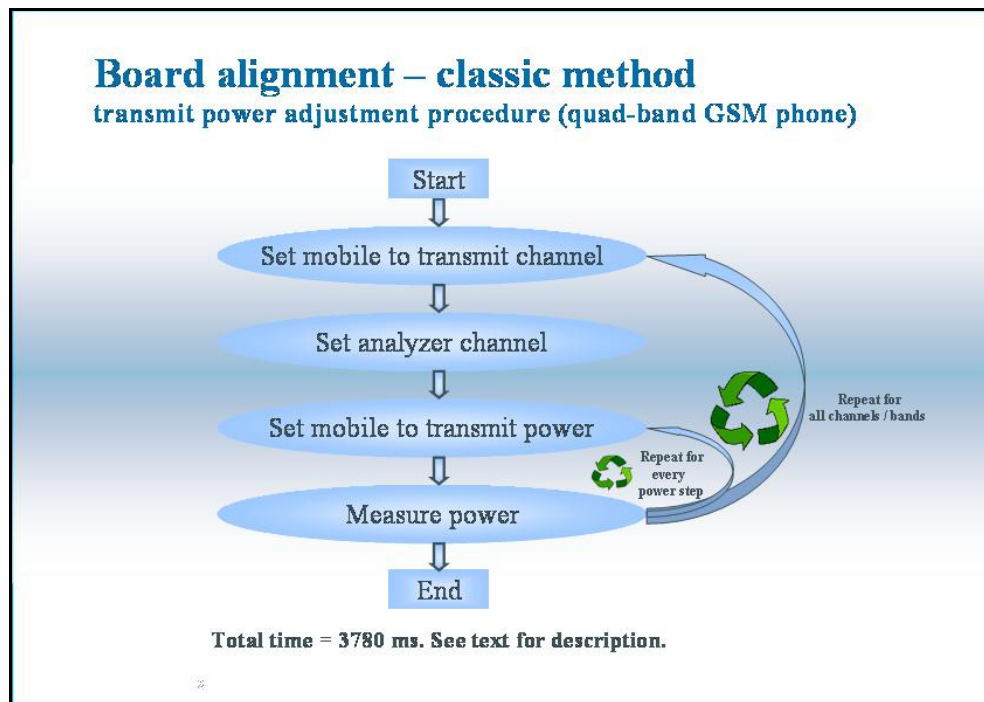 Board alignment – classic method
transmit power adjustment procedure (quad-band GSM phone)
Start
Set mobile to transmit channel
Set analyzer channel
Set mobile to transmit power
Measure power
End
Repeat for
every
power step
Repeat for
all channels / bands
Total time = 3780 ms. See text for description.